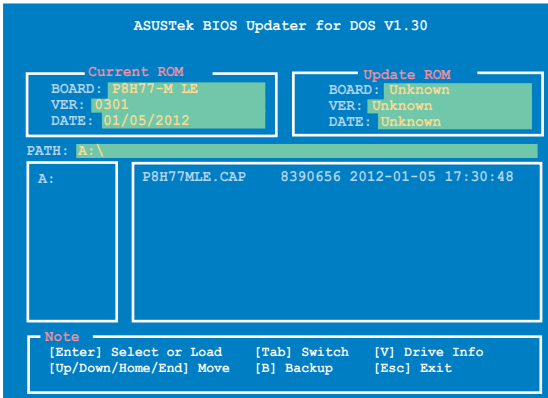 ASUSTek BIOS Updater for DOS V1.30
Current ROM
BOARD: P8H77-M LE
VER: 0301
DATE: 01/05/2012
Update ROM
BOARD: Unknown
VER: Unknown
DATE: Unknown
PATH: A:\
A:
P8H77MLE.CAP 8390656 2012-01-05 17:30:48
Note
[Enter] Select or Load [Tab] Switch [V] Drive Info
[Up/Down/Home/End] Move [B] Backup [Esc] Exit